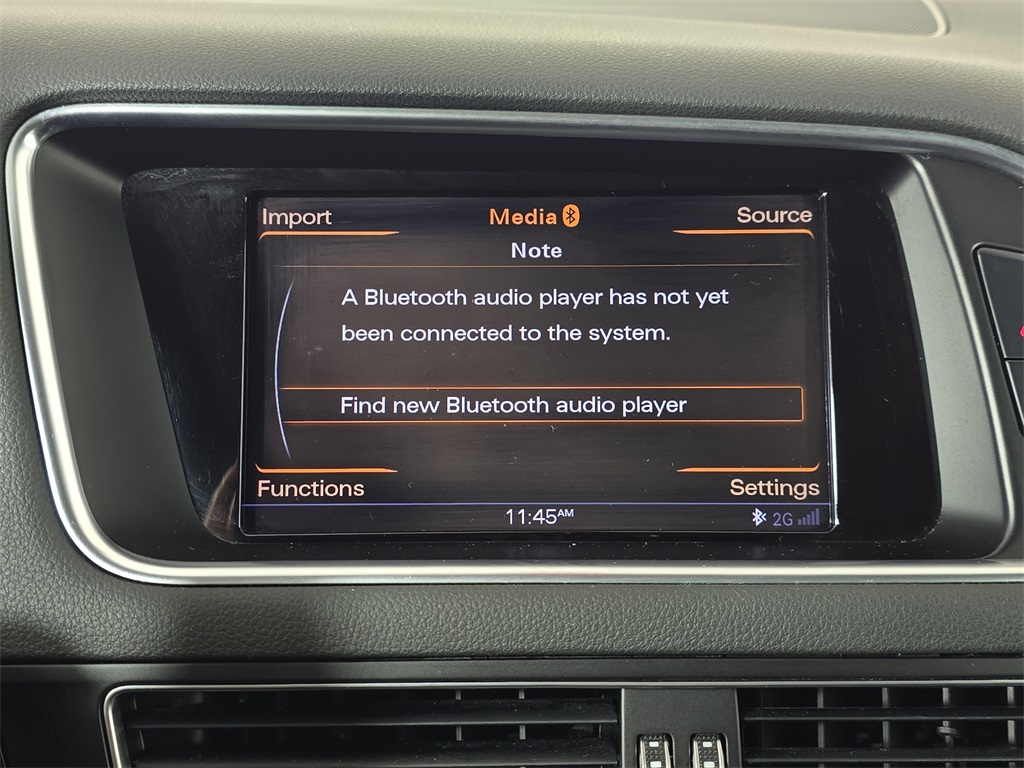 Import Media Source
Note
A Bluetooth audio player has not yet
been connected to the system.
Find new Bluetooth audio player
Functions Settings
11:45AM 2G